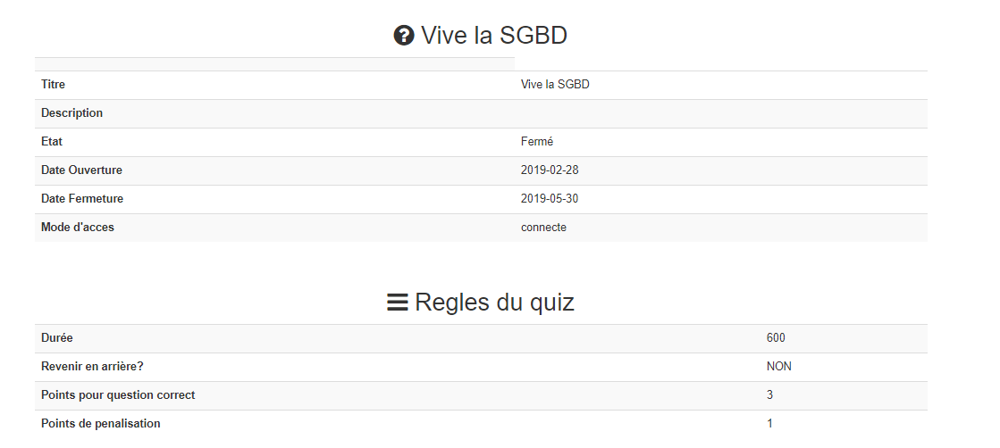 Vive la SGBD
Titre Vive la SGBD
Description
Etat Fermé
Date Ouverture 2019-02-28
Date Fermeture 2019-05-30
Mode d'acces connecte
Regles du quiz
Durée 600
Revenir en arrière? NON
Points pour question correct 3
Points de penalisation 1